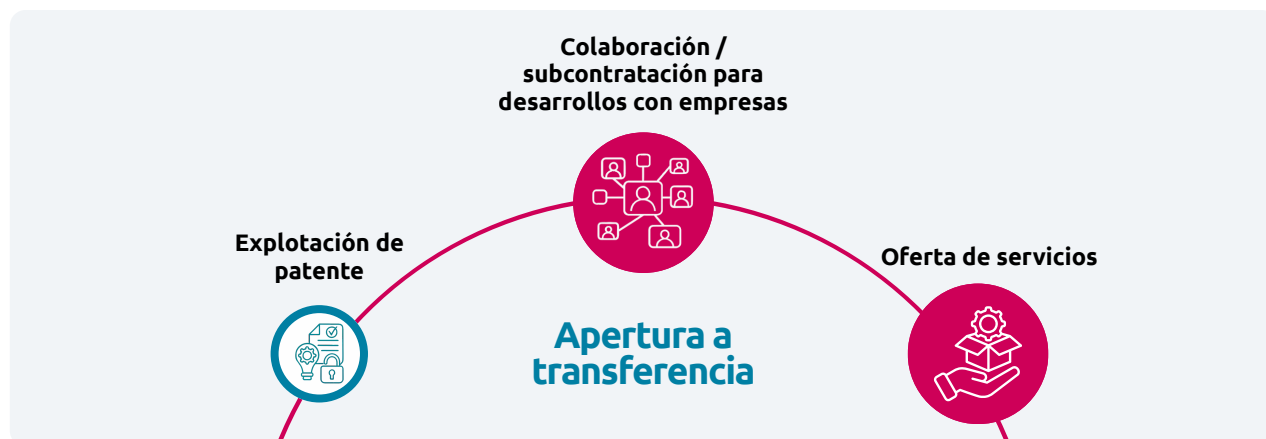 Colaboración /
subcontratación para
desarrollos con empresas
Explotación de
patente
Oferta de servicios
Apertura a
transferencia